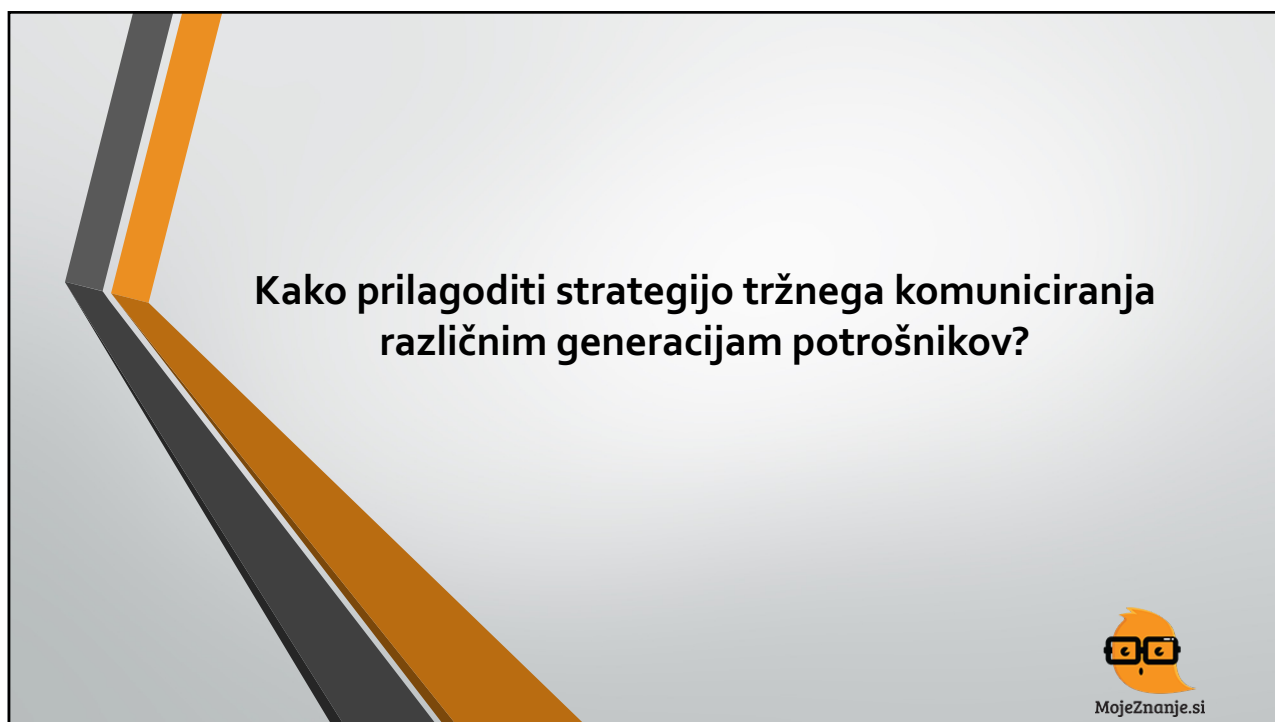 Kako prilagoditi strategijo tržnega komuniciranja
različnim generacijam potrošnikov?
MojeZnanje.si